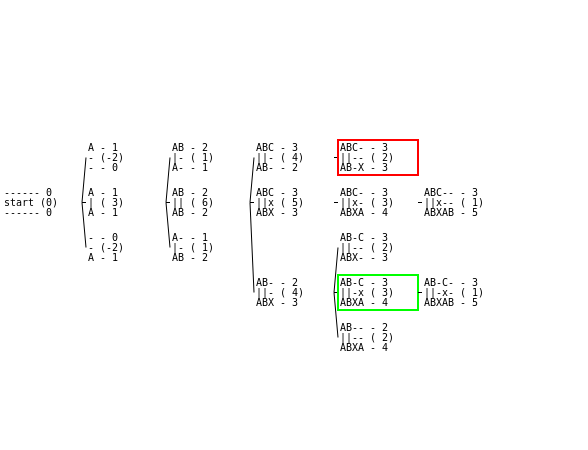 ------ 0
start (0)
------ 0
A - 1
- (-2)
- - 0
A - 1
| ( 3)
A - 1
- - 0
- (-2)
A - 1
AB - 2
|- ( 1)
A- - 1
AB - 2
|| ( 6)
AB - 2
A- - 1
|- ( 1)
AB - 2
ABC - 3
||- ( 4)
AB- - 2
ABC - 3
||x ( 5)
ABX - 3
AB- - 2
||- ( 4)
ABX - 3
ABC- - 3
||-- ( 2)
AB-X - 3
ABC- - 3
||x- ( 3)
ABXA - 4
AB-C - 3
||-- ( 2)
ABX- - 3
AB-C - 3
||-x ( 3)
ABXA - 4
AB-- - 2
||-- ( 2)
ABXA - 4
ABC-- - 3
||x-- ( 1)
ABXAB - 5
AB-C- - 3
||-x- ( 1)
ABXAB - 5